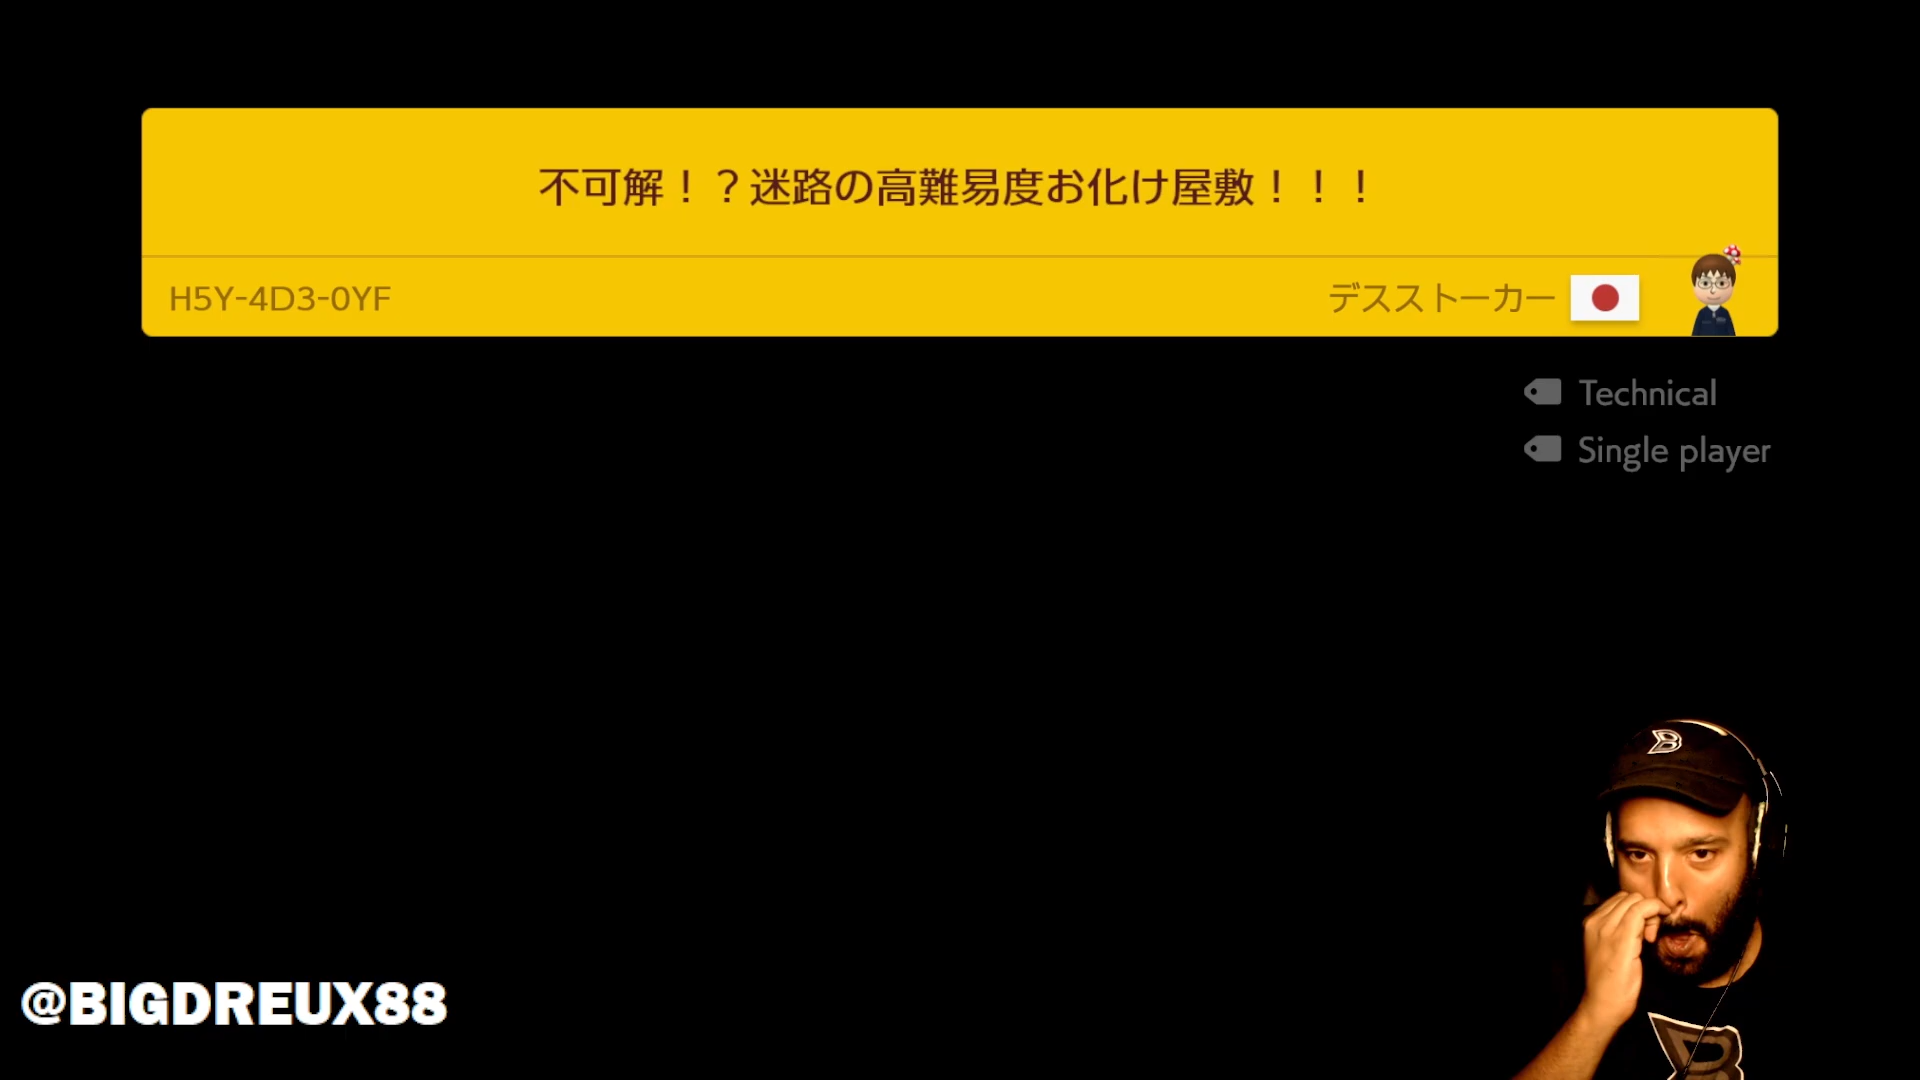 不可解！？迷路の高難易度お化け屋敷！！！
H5Y-4D3-0YF
デスストーカー
Technical
Single player
B
B
@BIGDREUX88